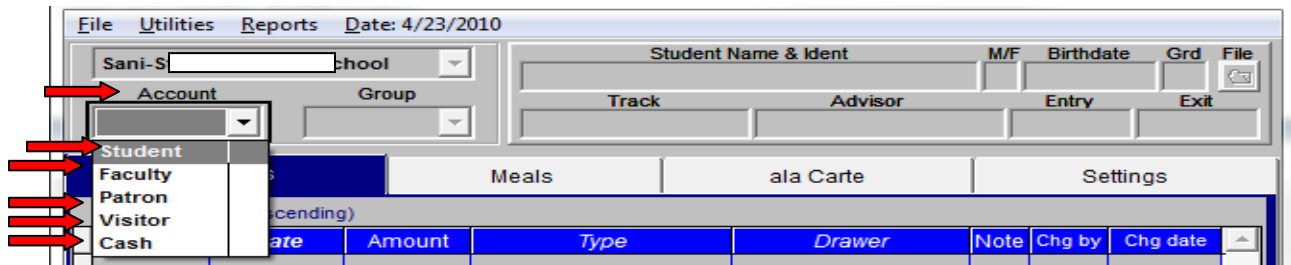 File Utilities Reports Date: 4/23/2010
Sani-S hool Student Name & Ident M/F Birthdate Grd File
Account Group Track Advisor Entry Exit
Student
Faculty Meals ala Carte Settings
Patron
Visitor scending)
Cash ate Amount Type Drawer Note Chg by Chg date